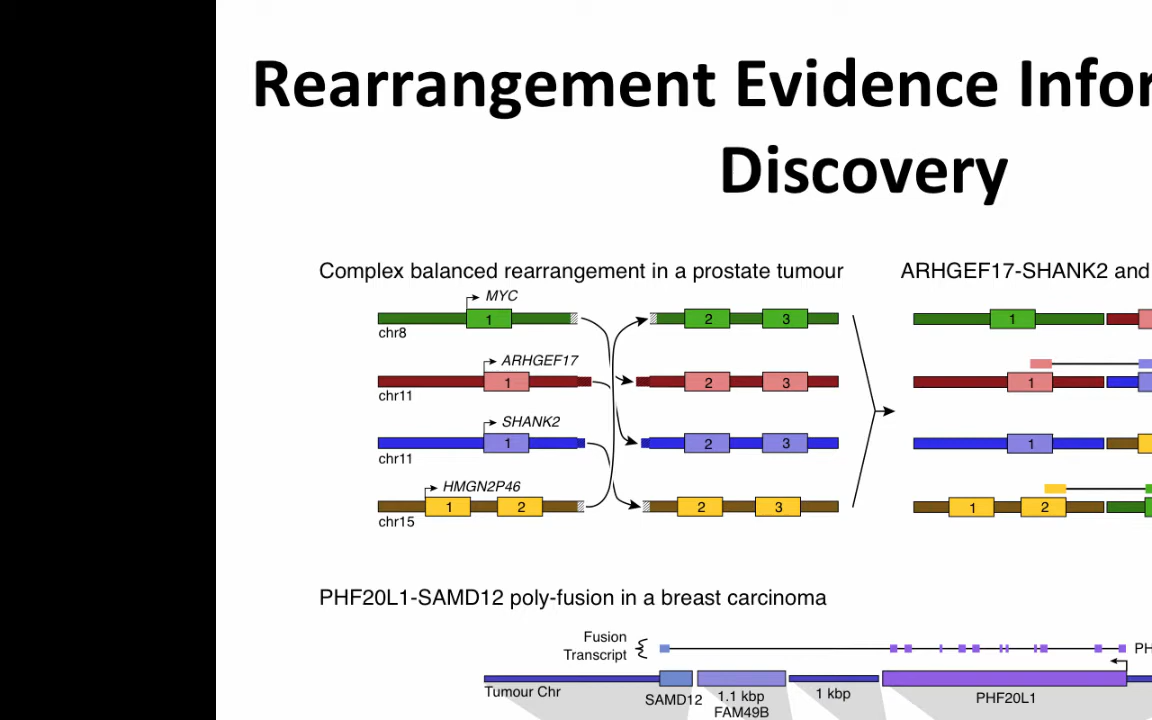 Rearrangement Evidence Infor
Discovery
Complex balanced rearrangement in a prostate tumour
ARHGEF17-SHANK2 and
MYC
1 2 3 1
chr8
ARHGEF17
1 2 3 1
chr11
SHANK2
1 2 3 1
chr11
HMGN2P46
1 2 2 3 1 2
chr15
PHF20L1-SAMD12 poly-fusion in a breast carcinoma
Fusion
Transcript
PH
Tumour Chr
SAMD12
1.1 kbp
FAM49B
1 kbp
PHF20L1